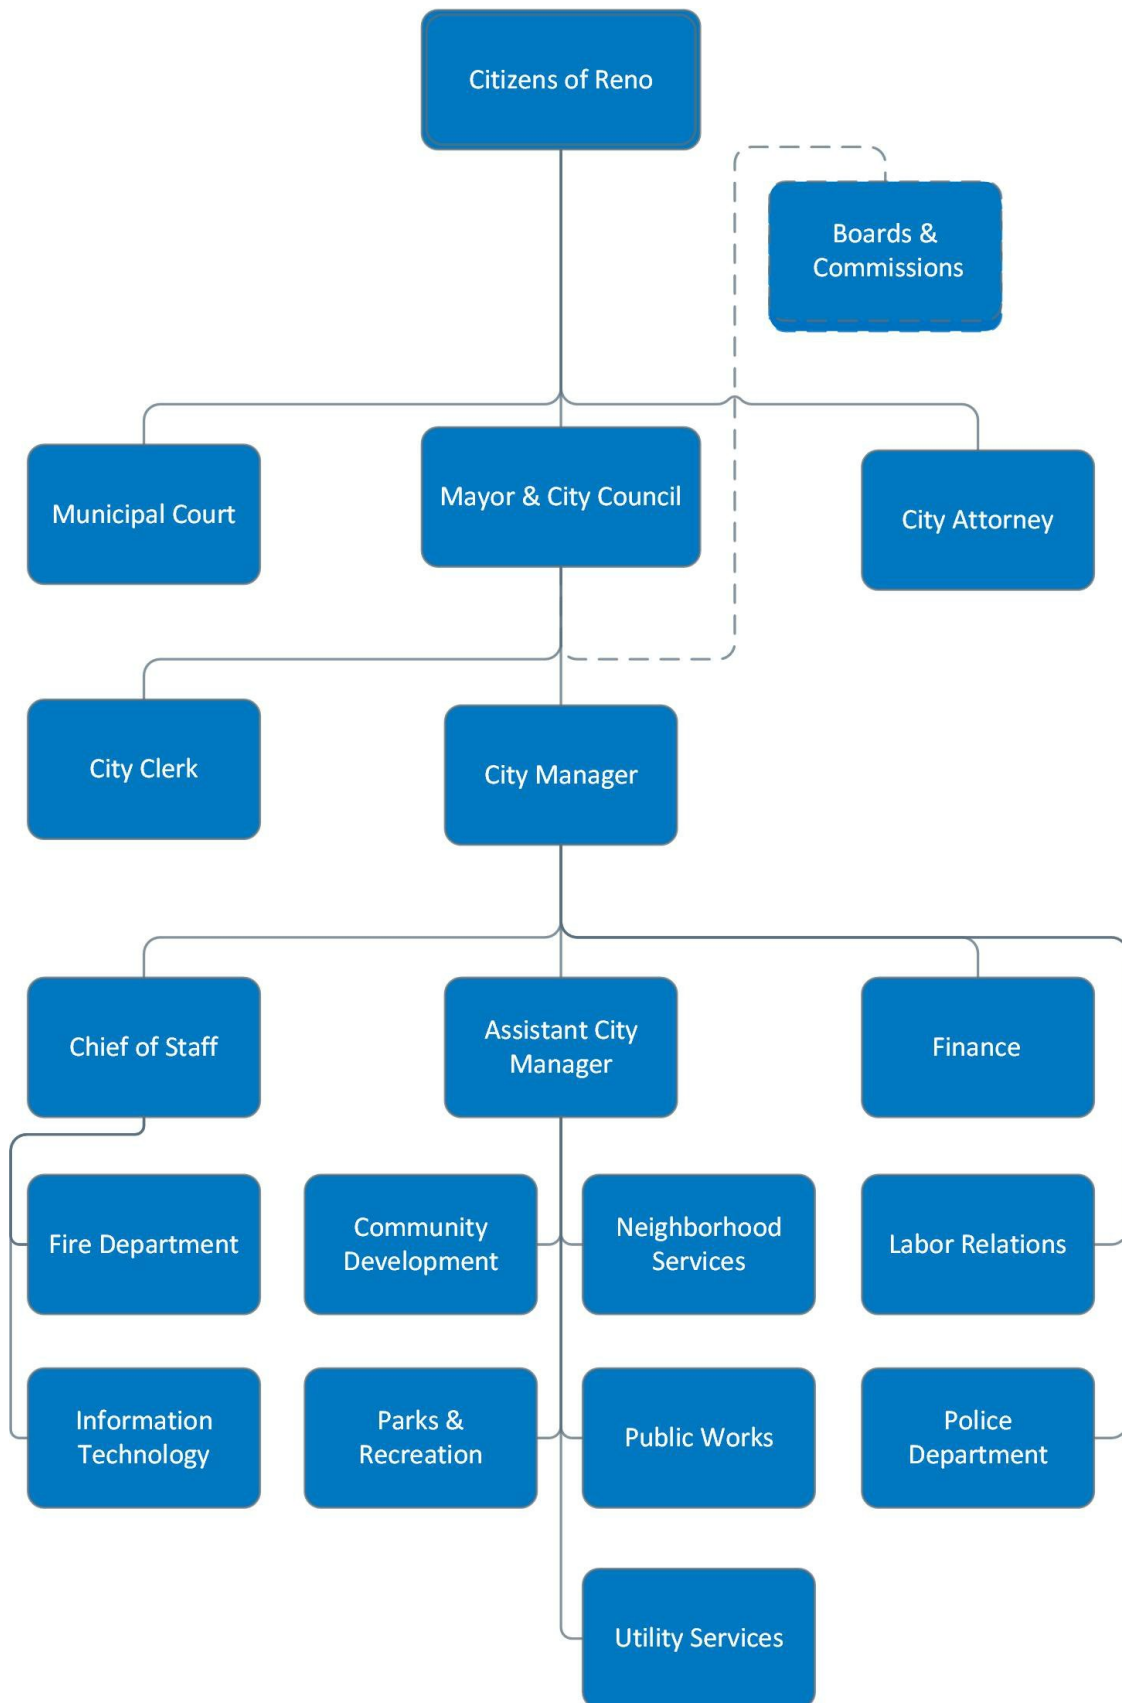 Citizens of Reno
Boards &
Commissions
Municipal Court
Mayor & City Council
City Attorney
City Clerk
City Manager
Chief of Staff
Assistant City
Manager
Finance
Fire Department
Community
Development
Neighborhood
Services
Labor Relations
Information
Technology
Parks &
Recreation
Public Works
Police
Department
Utility Services